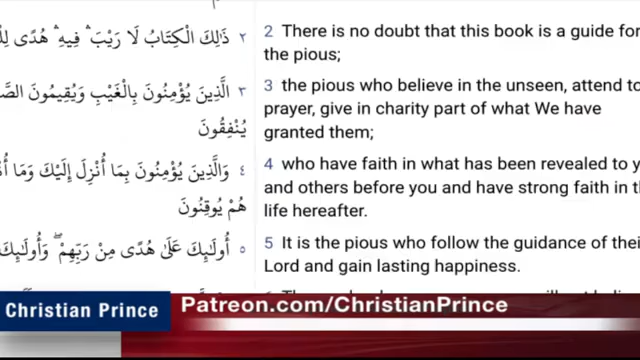 ٢ ذَٰلِكَ الْكِتَابُ لَا رَيْبَ ۛ فِيهِ ۛ هُدًى
٣ الَّذِينَ يُؤْمِنُونَ بِالْغَيْبِ وَيُقِيمُونَ
يُنْفِقُونَ
٤ وَالَّذِينَ يُؤْمِنُونَ بِمَا أُنْزِلَ إِلَيْكَ وَمَا
هُمْ يُوقِنُونَ
٥ أُولَٰئِكَ عَلَىٰ هُدًى مِنْ رَبِّهِمْ ۖ وَأُولَٰئِكَ
2 There is no doubt that this book is a guide for
the pious;
3 the pious who believe in the unseen, attend to
prayer, give in charity part of what We have
granted them;
4 who have faith in what has been revealed to
and others before you and have strong faith in
life hereafter.
5 It is the pious who follow the guidance of
Lord and gain lasting happiness.
Christian Prince
Patreon.com/ChristianPrince